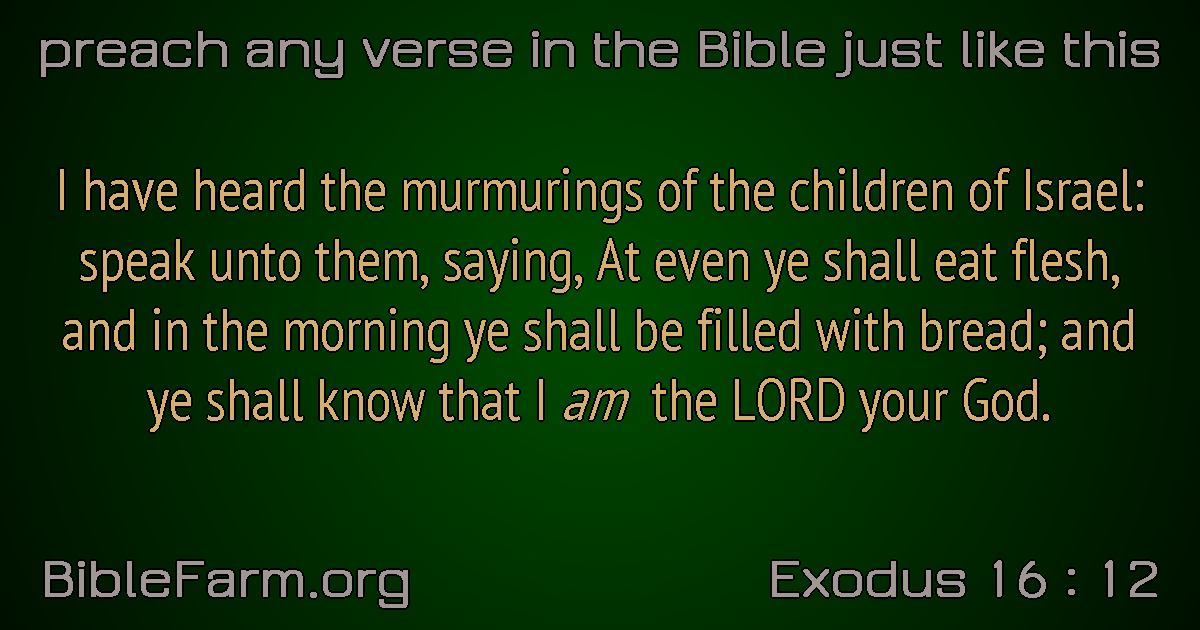 preach any verse in the Bible just like this
I have heard the murmurings of the children of Israel:
speak unto them, saying, At even ye shall eat flesh,
and in the morning ye shall be filled with bread; and
ye shall know that I am the LORD your God.
BibleFarm.org
Exodus 16 : 12